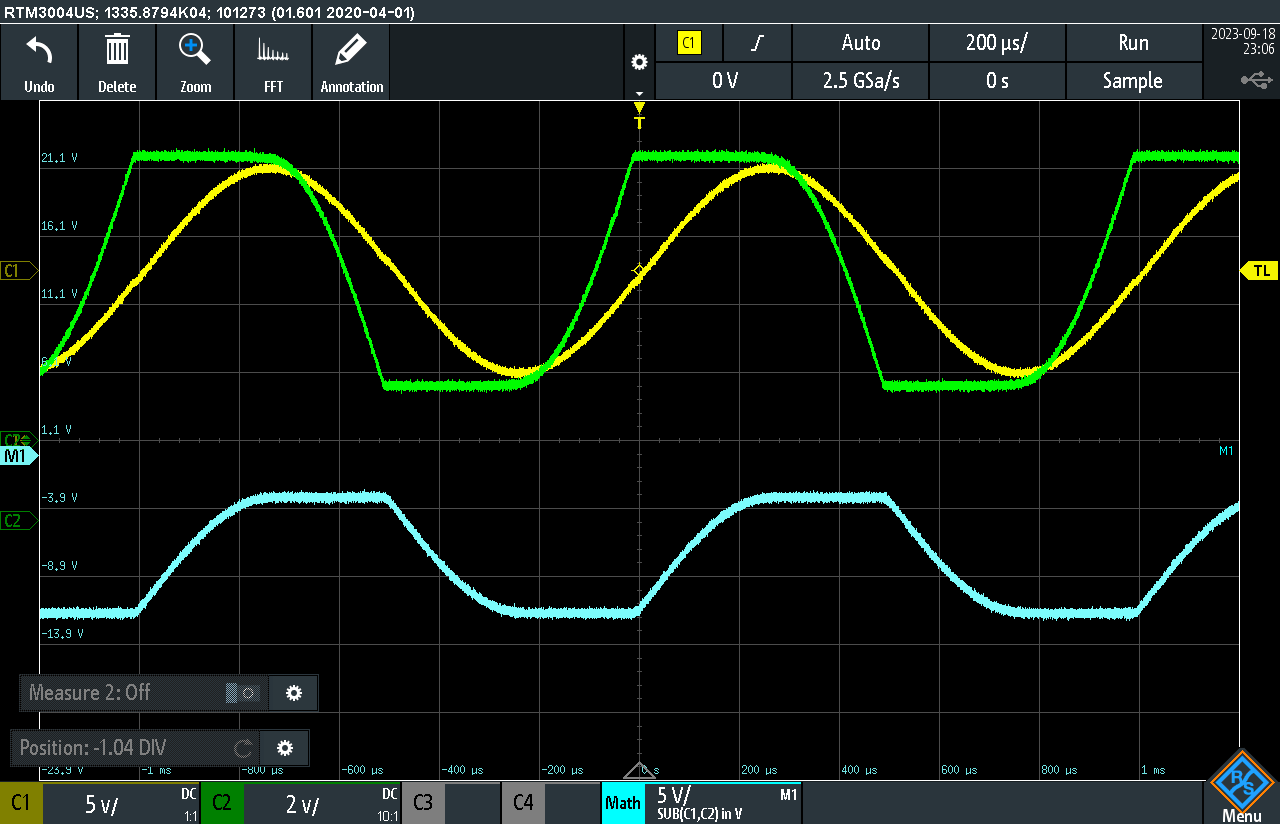 RTM3004US; 1335.8794K04; 101273 (01.601 2020-04-01)
Undo
Delete
Zoom
FFT
Annotation
C1
Auto
200 µs/
Run
2023-09-18
23:06
0 V
2.5 GSa/s
0 s
Sample
T
21,1 V
16,1 V
C1
TL
11,1 V
1,1 V
M1
M1
-3,9 V
C2
-8,9 V
-13,9 V
Measure 2: Off
Position: -1.04 DIV
-23,9 V
-1 ms
-800 µs
-600 µs
-400 µs
-200 µs
0 s
200 µs
400 µs
600 µs
800 µs
1 ms
R&S
Menu
C1
5 V/
DC
1:1
C2
2 V/
DC
10:1
C3
C4
Math
5 V/
M1
SUB(C1,C2) in V